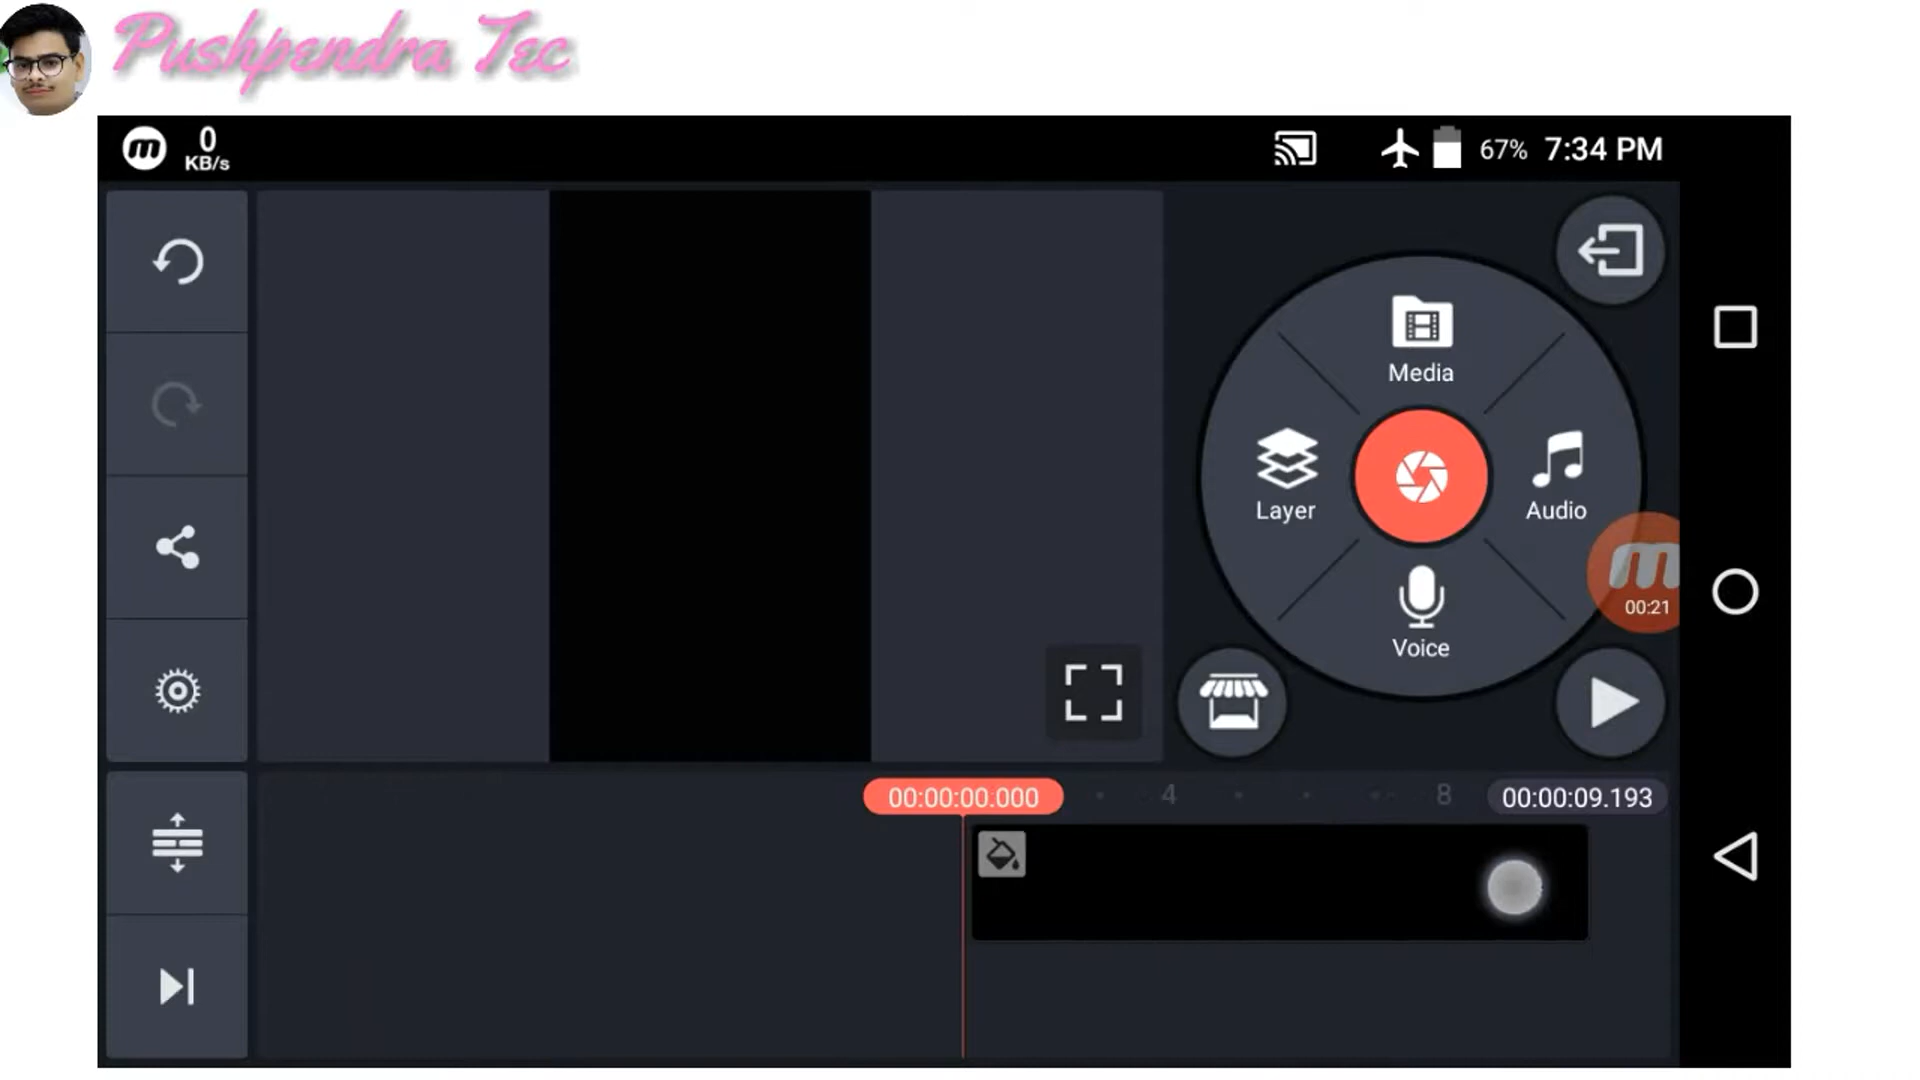 Pushpendra Tec
0
KB/s
67% 7:34 PM
Media
Layer
Audio
00:21
Voice
00:00:00.000
4
8
00:00:09.193